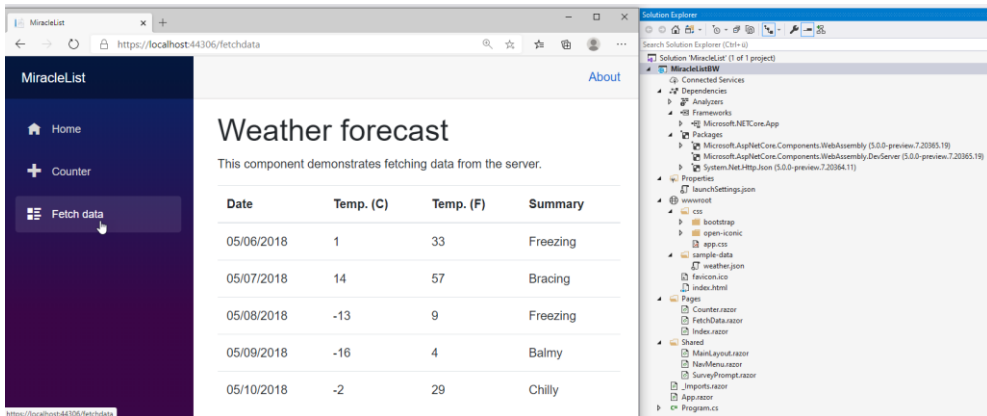 MiracleList
https://localhost:44306/fetchdata
MiracleList
About
Home
Counter
Fetch data
Weather forecast
This component demonstrates fetching data from the server.
Date Temp. (C) Temp. (F) Summary
05/06/2018 1 33 Freezing
05/07/2018 14 57 Bracing
05/08/2018 -13 9 Freezing
05/09/2018 -16 4 Balmy
05/10/2018 -2 29 Chilly
https://localhost:44306/fetchdata
Solution Explorer
Search Solution Explorer (Ctrl+ü)
Solution 'MiracleList' (1 of 1 project)
MiracleListBW
Connected Services
Dependencies
Analyzers
Frameworks
Microsoft.NETCore.App
Packages
Microsoft.AspNetCore.Components.WebAssembly (5.0.0-preview.7.20365.19)
Microsoft.AspNetCore.Components.WebAssembly.DevServer (5.0.0-preview.7.20365.19)
System.Net.Http.Json (5.0.0-preview.7.20364.11)
Properties
launchSettings.json
wwwroot
css
bootstrap
open-iconic
app.css
sample-data
weather.json
favicon.ico
index.html
Pages
Counter.razor
FetchData.razor
Index.razor
Shared
MainLayout.razor
NavMenu.razor
SurveyPrompt.razor
_Imports.razor
App.razor
C# Program.cs